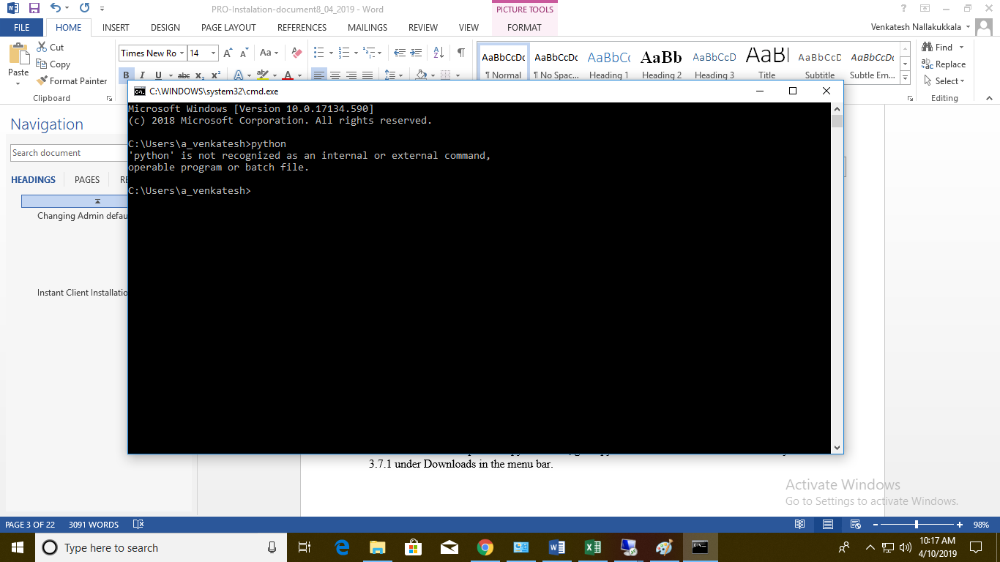 PRO-Instalation-document8_04_2019 - Word
PICTURE TOOLS
FILE HOME INSERT DESIGN PAGE LAYOUT REFERENCES MAILINGS REVIEW VIEW FORMAT
Venkatesh Nallakukkala
Paste
Cut
Copy
Format Painter
Clipboard
Times New Ro 14
Aa
B I U abc x2 x2 A ab A
AaBbCcDc AaBbCcDc AaBbCc AaBb AaBbCcD AaBl AaBbCcD AaBbCcDc
¶ Normal ¶ No Spac... Heading 1 Heading 2 Heading 3 Title Subtitle Subtle Em...
Find
Replace
Select
Editing
C:\WINDOWS\system32\cmd.exe
Microsoft Windows [Version 10.0.17134.590]
(c) 2018 Microsoft Corporation. All rights reserved.
C:\Users\a_venkatesh>python
'python' is not recognized as an internal or external command,
operable program or batch file.
C:\Users\a_venkatesh>
Navigation
Search document
HEADINGS PAGES RE
Changing Admin defau
Instant Client Installatio
3.7.1 under Downloads in the menu bar.
Activate Windows
Go to Settings to activate Windows.
PAGE 3 OF 22 3091 WORDS
98%
Type here to search
10:17 AM
4/10/2019